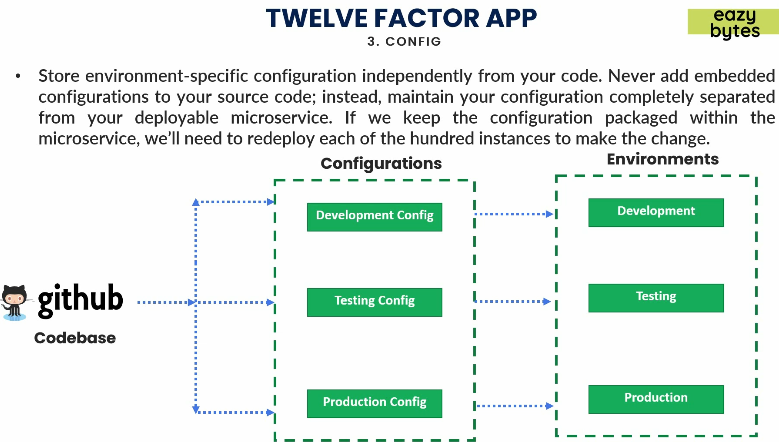 TWELVE FACTOR APP
3. CONFIG
eazy
bytes
• Store environment-specific configuration independently from your code. Never add embedded
configurations to your source code; instead, maintain your configuration completely separated
from your deployable microservice. If we keep the configuration packaged within the
microservice, we'll need to redeploy each of the hundred instances to make the change.
Configurations
Environments
Development Config
Development
github
Codebase
Testing Config
Testing
Production Config
Production